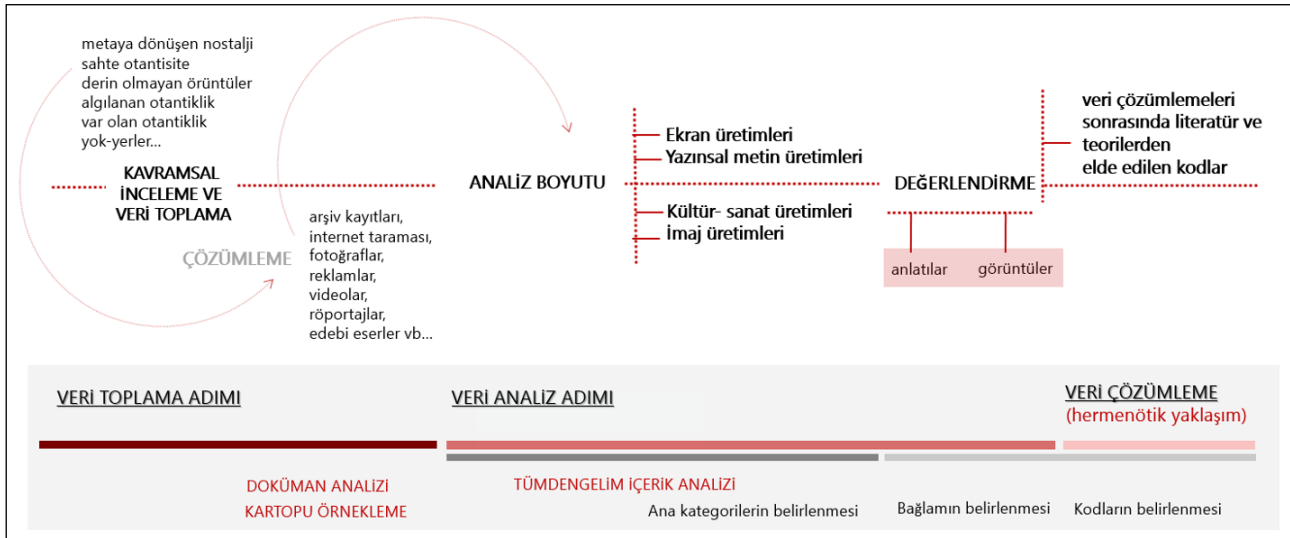 metaya dönüşen nostalji
sahte otantisite
derin olmayan örüntüler
algılanan otantiklik
var olan otantiklik
yok-yerler...
KAVRAMSAL
İNCELEME VE
VERİ TOPLAMA
ÇÖZÜMLEME
arşiv kayıtları,
internet taraması,
fotoğraflar,
reklamlar,
videolar,
röportajlar,
edebi eserler vb...
ANALİZ BOYUTU
Ekran üretimleri
Yazınsal metin üretimleri
Kültür- sanat üretimleri
İmaj üretimleri
DEĞERLENDİRME
anlatılar
görüntüler
veri çözümlemeleri
sonrasında literatür ve
teorilerden
elde edilen kodlar
VERİ TOPLAMA ADIMI
DOKÜMAN ANALİZİ
KARTOPU ÖRNEKLEME
VERİ ANALİZ ADIMI
TÜMDENGELİM İÇERİK ANALİZİ
Ana kategorilerin belirlenmesi
Bağlamın belirlenmesi
VERİ ÇÖZÜMLEME
(hermenötik yaklaşım)
Kodların belirlenmesi